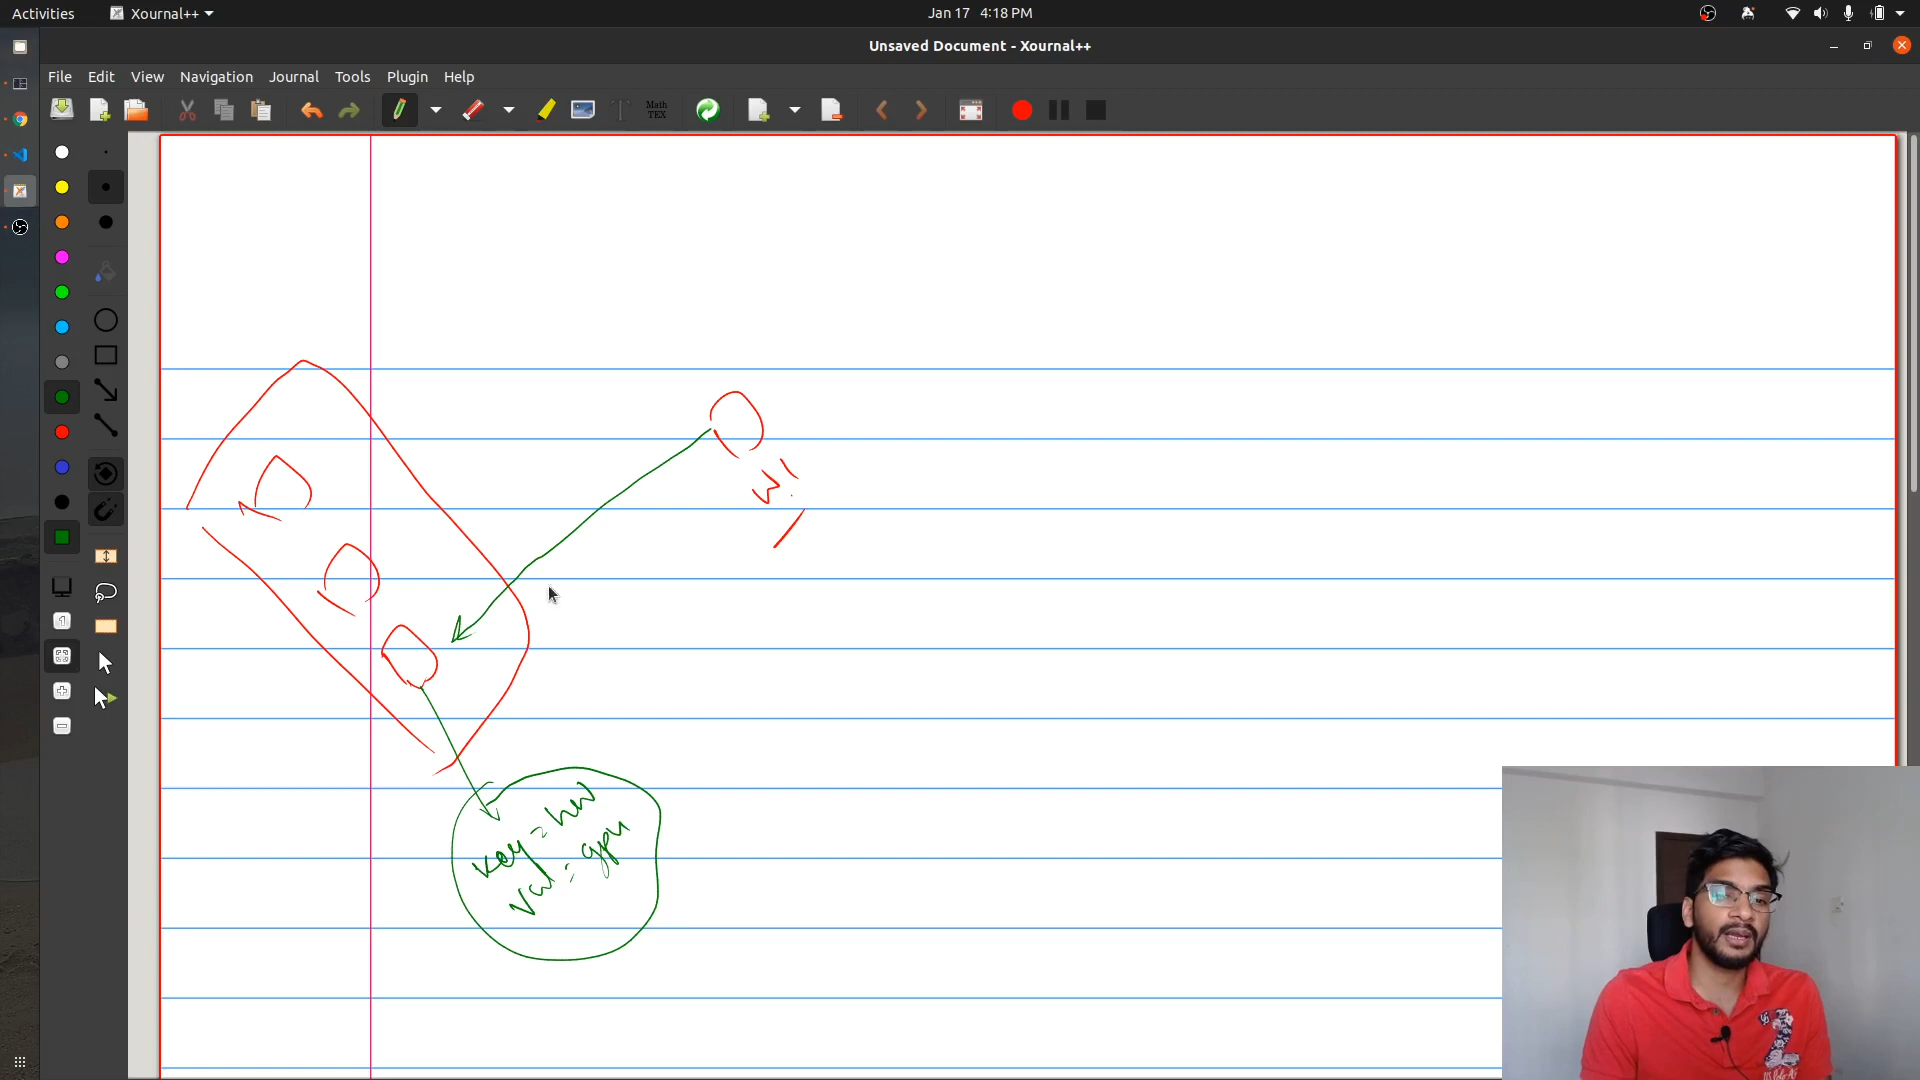 Activities
Xournal++
Jan 17 4:18 PM
Unsaved Document - Xournal++
File Edit View Navigation Journal Tools Plugin Help
Math
TEX
key = hw
val = gpu